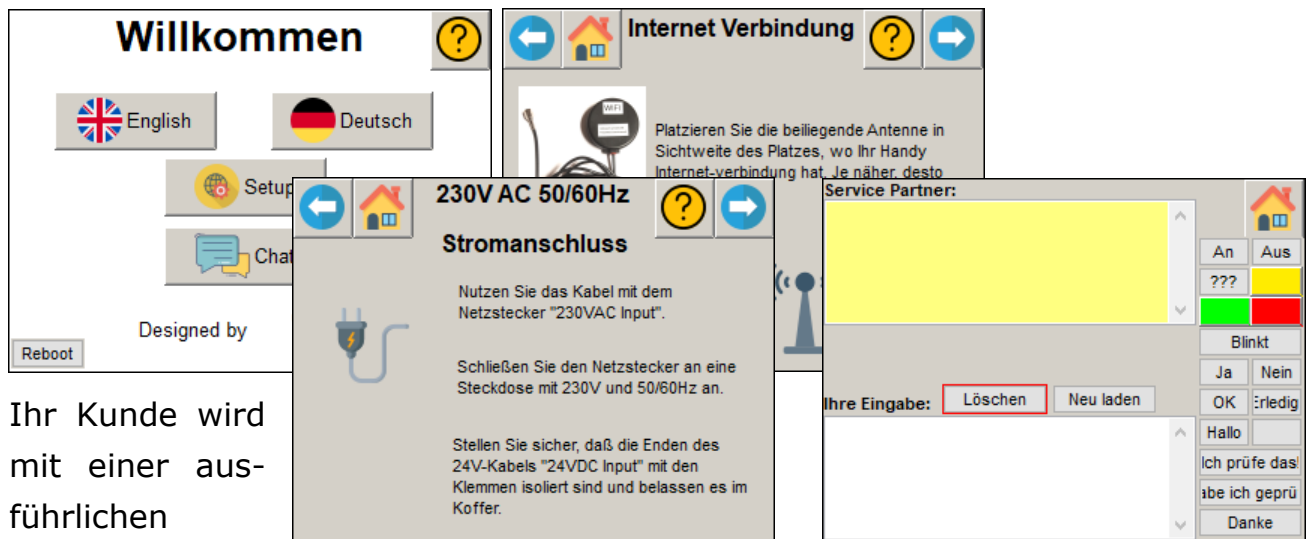 Willkommen
English
Deutsch
Setup
Chat
Designed by
Reboot
Internet Verbindung
WIFI
Platzieren Sie die beiliegende Antenne in
Sichtweite des Platzes, wo Ihr Handy
Internet-verbindung hat. Je näher, desto
230V AC 50/60Hz
Stromanschluss
Nutzen Sie das Kabel mit dem
Netzstecker "230VAC Input".
Schließen Sie den Netzstecker an eine
Steckdose mit 230V und 50/60Hz an.
Stellen Sie sicher, daß die Enden des
24V-Kabels "24VDC Input" mit den
Klemmen isoliert sind und belassen es im
Koffer.
Service Partner:
An Aus
???
Blinkt
Ja Nein
Ihre Eingabe: Löschen Neu laden
OK Erledig
Hallo
Ich prüfe das!
abe ich geprü
Danke
Ihr Kunde wird
mit einer aus-
führlichen